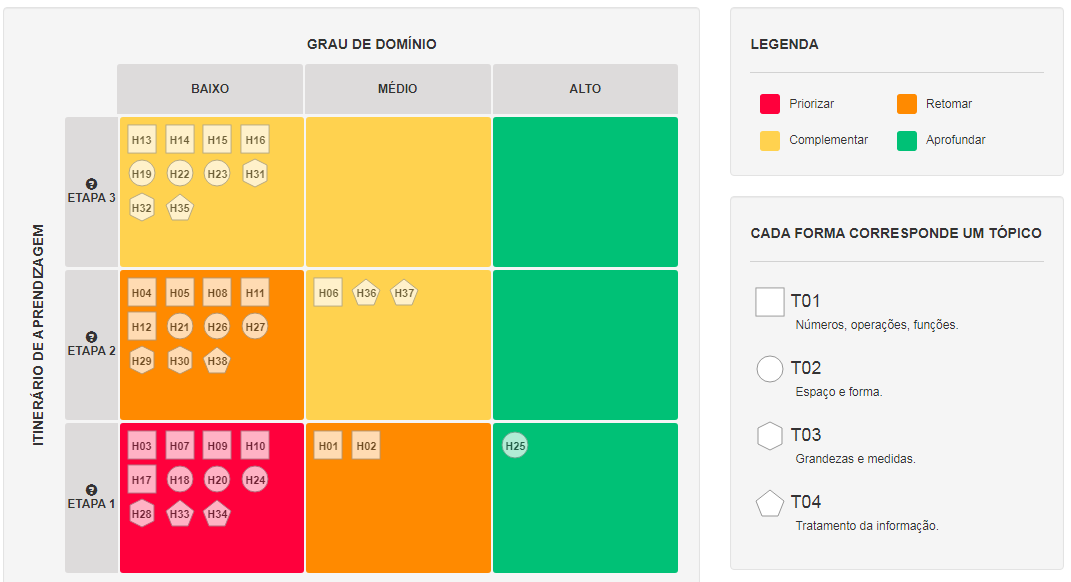 GRAU DE DOMÍNIO
BAIXO MÉDIO ALTO
ITINERÁRIO DE APRENDIZAGEM
ETAPA 3
H13 H14 H15 H16
H19 H22 H23 H31
H32 H35
ETAPA 2
H04 H05 H08 H11
H12 H21 H26 H27
H29 H30 H38
H06 H36 H37
ETAPA 1
H03 H07 H09 H10
H17 H18 H20 H24
H28 H33 H34
H01 H02
H25
LEGENDA
Priorizar Retomar
Complementar Aprofundar
CADA FORMA CORRESPONDE UM TÓPICO
T01
Números, operações, funções.
T02
Espaço e forma.
T03
Grandezas e medidas.
T04
Tratamento da informação.